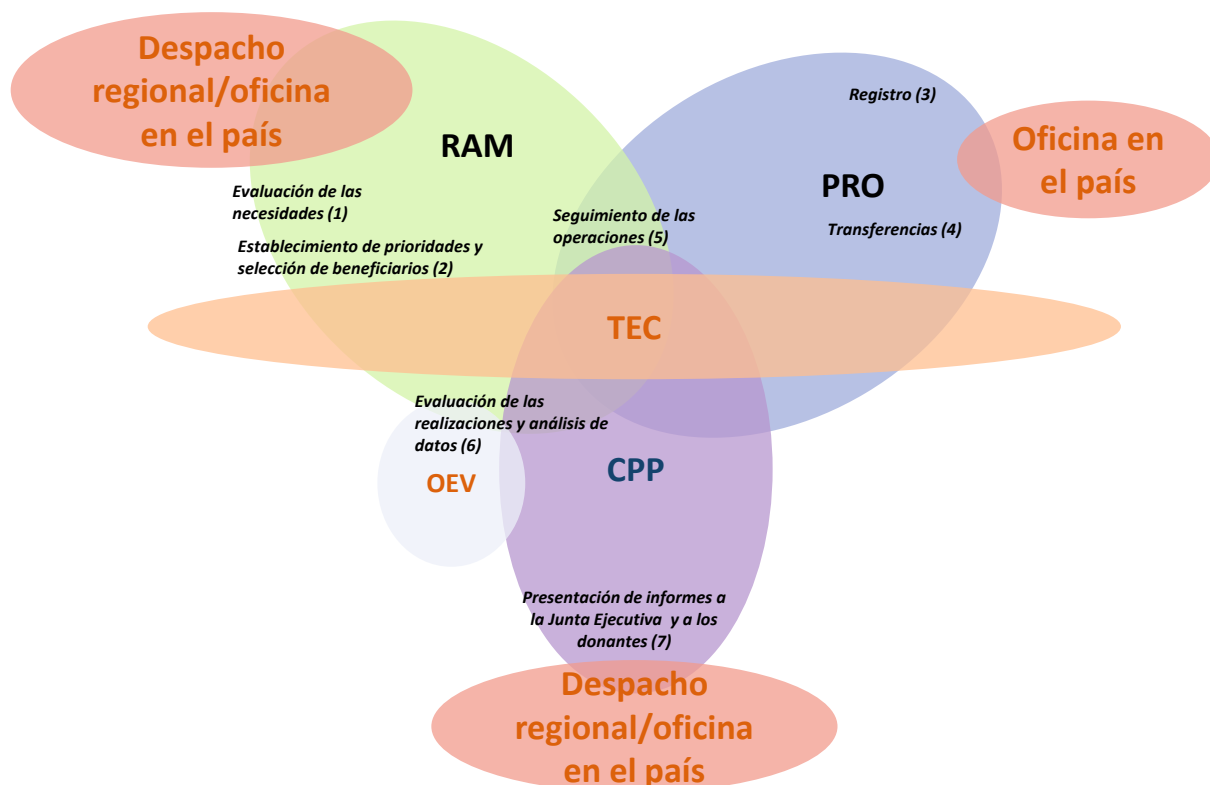 Despacho
regional/oficina
en el país
RAM
Registro (3)
Oficina en
el país
PRO
Evaluación de las
necesidades (1)
Seguimiento de las
operaciones (5)
Transferencias (4)
Establecimiento de prioridades y
selección de beneficiarios (2)
TEC
Evaluación de las
realizaciones y análisis de
datos (6)
OEV
CPP
Presentación de informes a
la Junta Ejecutiva y a los
donantes (7)
Despacho
regional/oficina
en el país